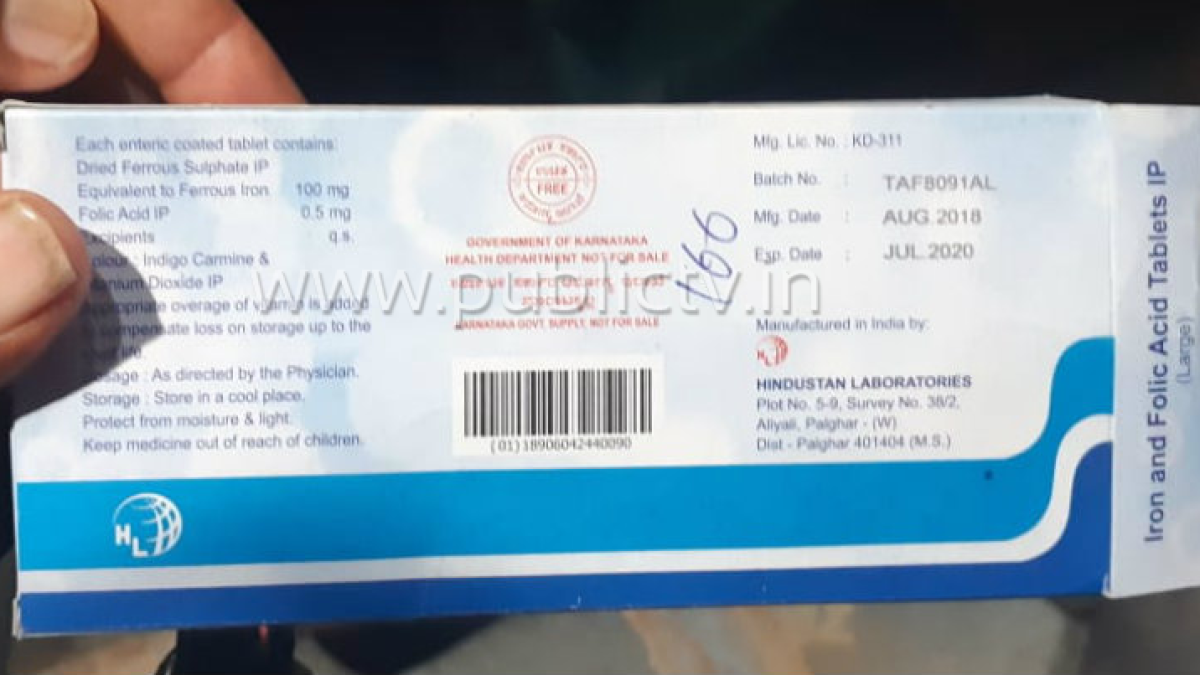 Each enteric coated tablet contains:
Dried Ferrous Sulphate IP
Equivalent to Ferrous Iron 100 mg
Folic Acid IP 0.5 mg
q.s.
Indigo Carmine &
Dioxide IP
overage of is added
loss on storage up to the
: As directed by the Physician.
Storage : Store in a cool place.
Protect from moisture & light.
Keep medicine out of reach of children.
FREE
GOVERNMENT OF KARNATAKA
HEALTH DEPARTMENT NOT FOR SALE
KARNATAKA GOVT. SUPPLY, NOT FOR SALE
(01)18906042440090
1766
Mfg. Lic. No. : KD-311
Batch No. : TAF8091AL
Mfg. Date : AUG.2018
Exp. Date : JUL.2020
Manufactured in India by:
HL
HINDUSTAN LABORATORIES
Plot No. 5-9, Survey No. 38/2,
Aliyali, Palghar - (W)
Dist - Palghar 401404 (M.S.)
HL
Iron and Folic Acid Tablets IP
(Large)
www.publictv.in